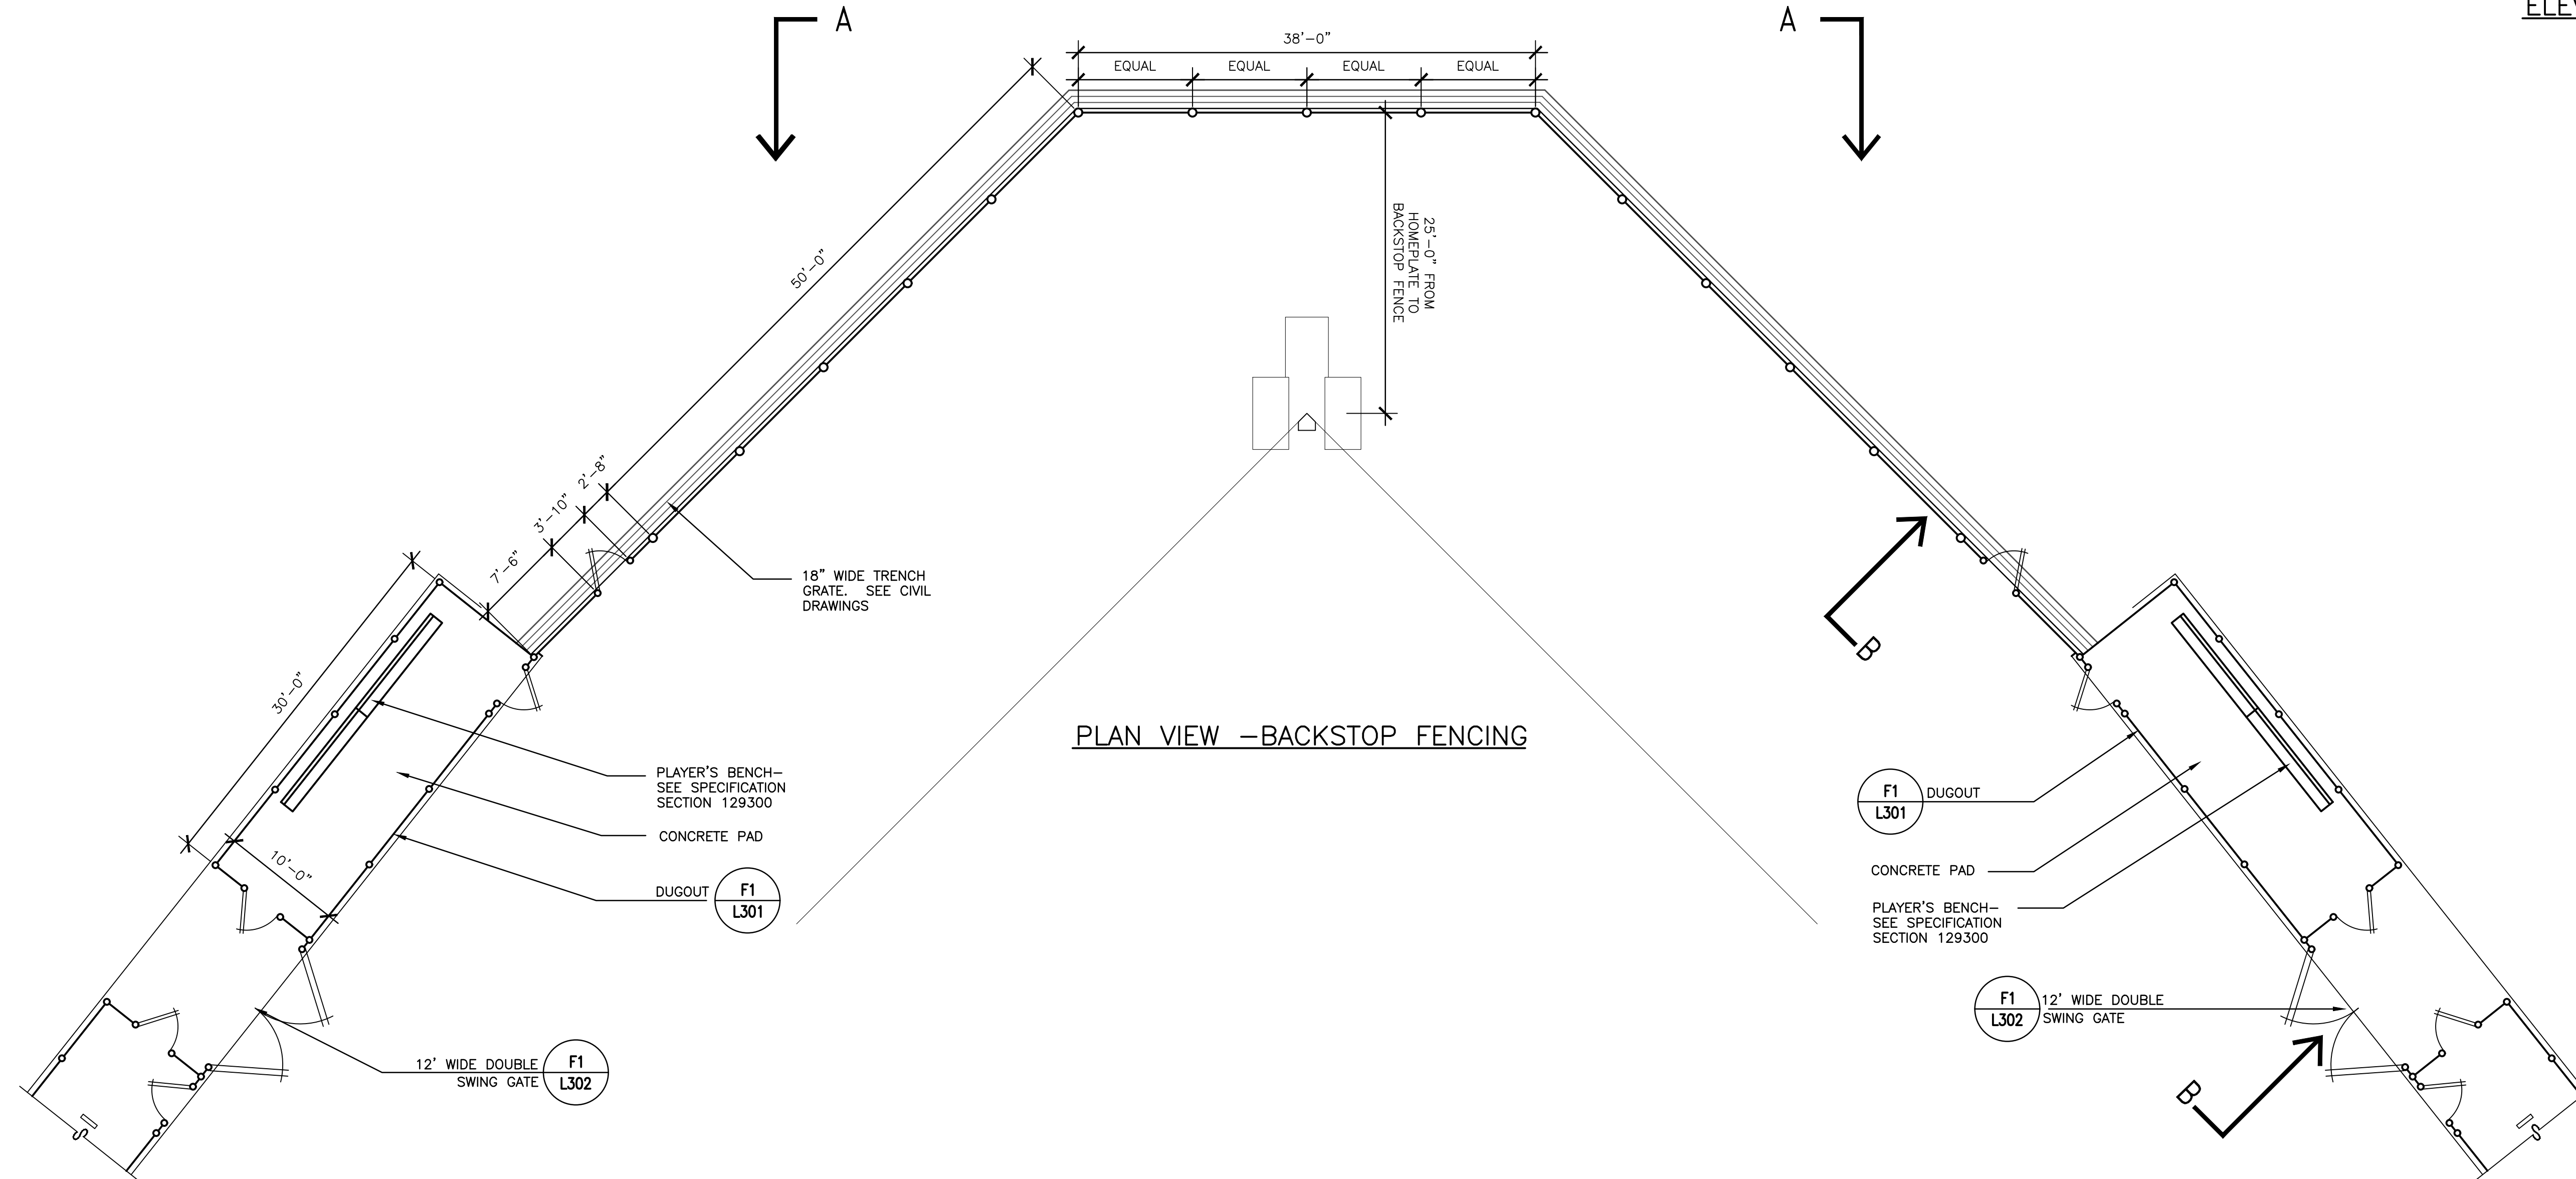 A
A
38'-0"
EQUAL
EQUAL
EQUAL
EQUAL
50'-0"
25'-0" FROM
HOMEPLATE TO
BACKSTOP FENCE
2'-8"
3'-10"
7'-6"
18" WIDE TRENCH
GRATE. SEE CIVIL
DRAWINGS
30'-0"
10'-0"
PLAN VIEW -BACKSTOP FENCING
PLAYER'S BENCH-
SEE SPECIFICATION
SECTION 129300
CONCRETE PAD
DUGOUT
F1
L301
12' WIDE DOUBLE
SWING GATE
F1
L302
S
B
F1
L301
DUGOUT
CONCRETE PAD
PLAYER'S BENCH-
SEE SPECIFICATION
SECTION 129300
F1
L302
12' WIDE DOUBLE
SWING GATE
B
S